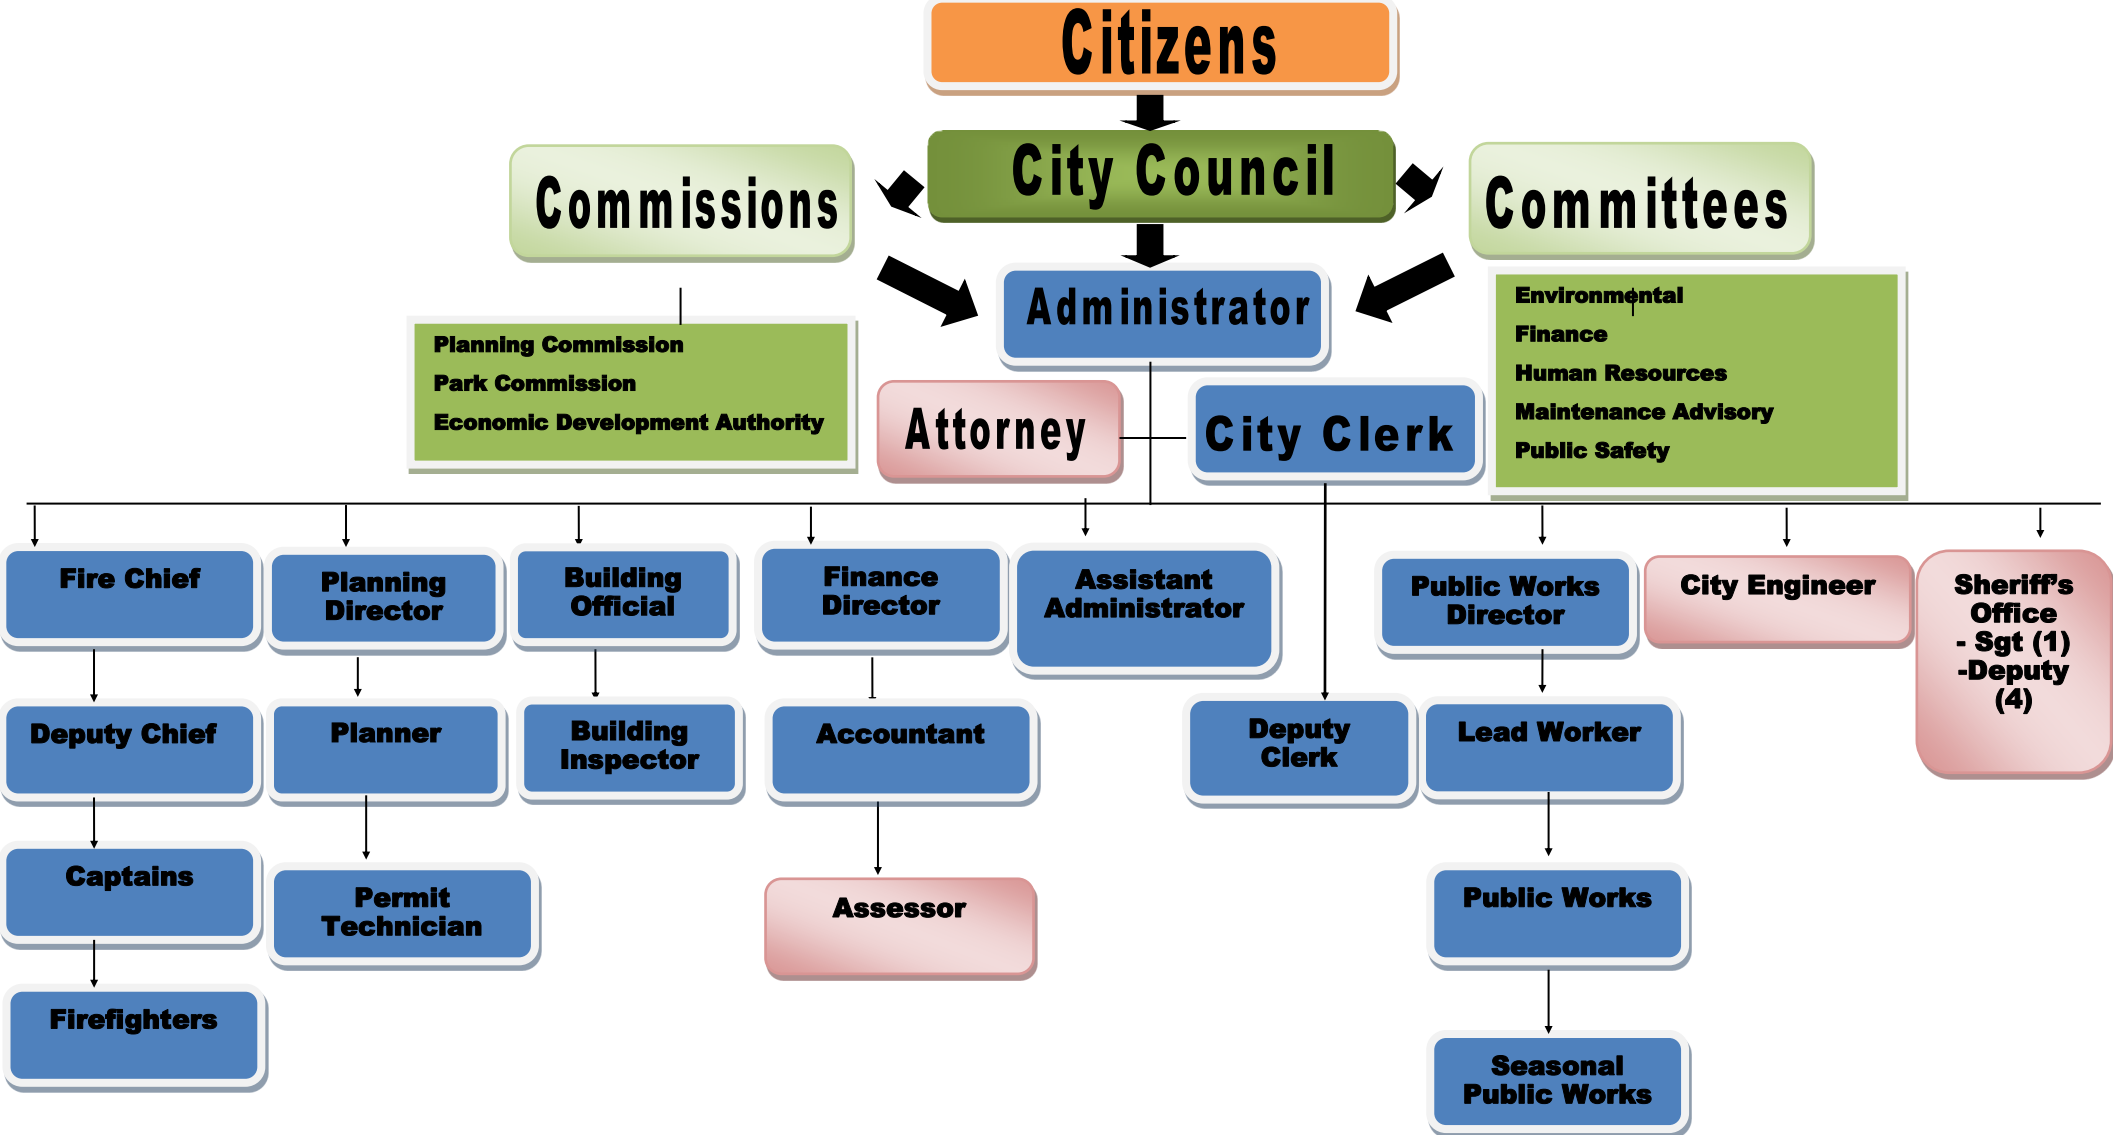 Citizens
City Council
Commissions
Committees
Administrator
Environmental
Finance
Human Resources
Maintenance Advisory
Public Safety
Planning Commission
Park Commission
Economic Development Authority
Attorney
City Clerk
Fire Chief
Planning
Director
Building
Official
Finance
Director
Assistant
Administrator
Public Works
Director
City Engineer
Sheriff’s
Office
- Sgt (1)
-Deputy
(4)
Deputy Chief
Planner
Building
Inspector
Accountant
Deputy
Clerk
Lead Worker
Captains
Permit
Technician
Assessor
Public Works
Firefighters
Seasonal
Public Works